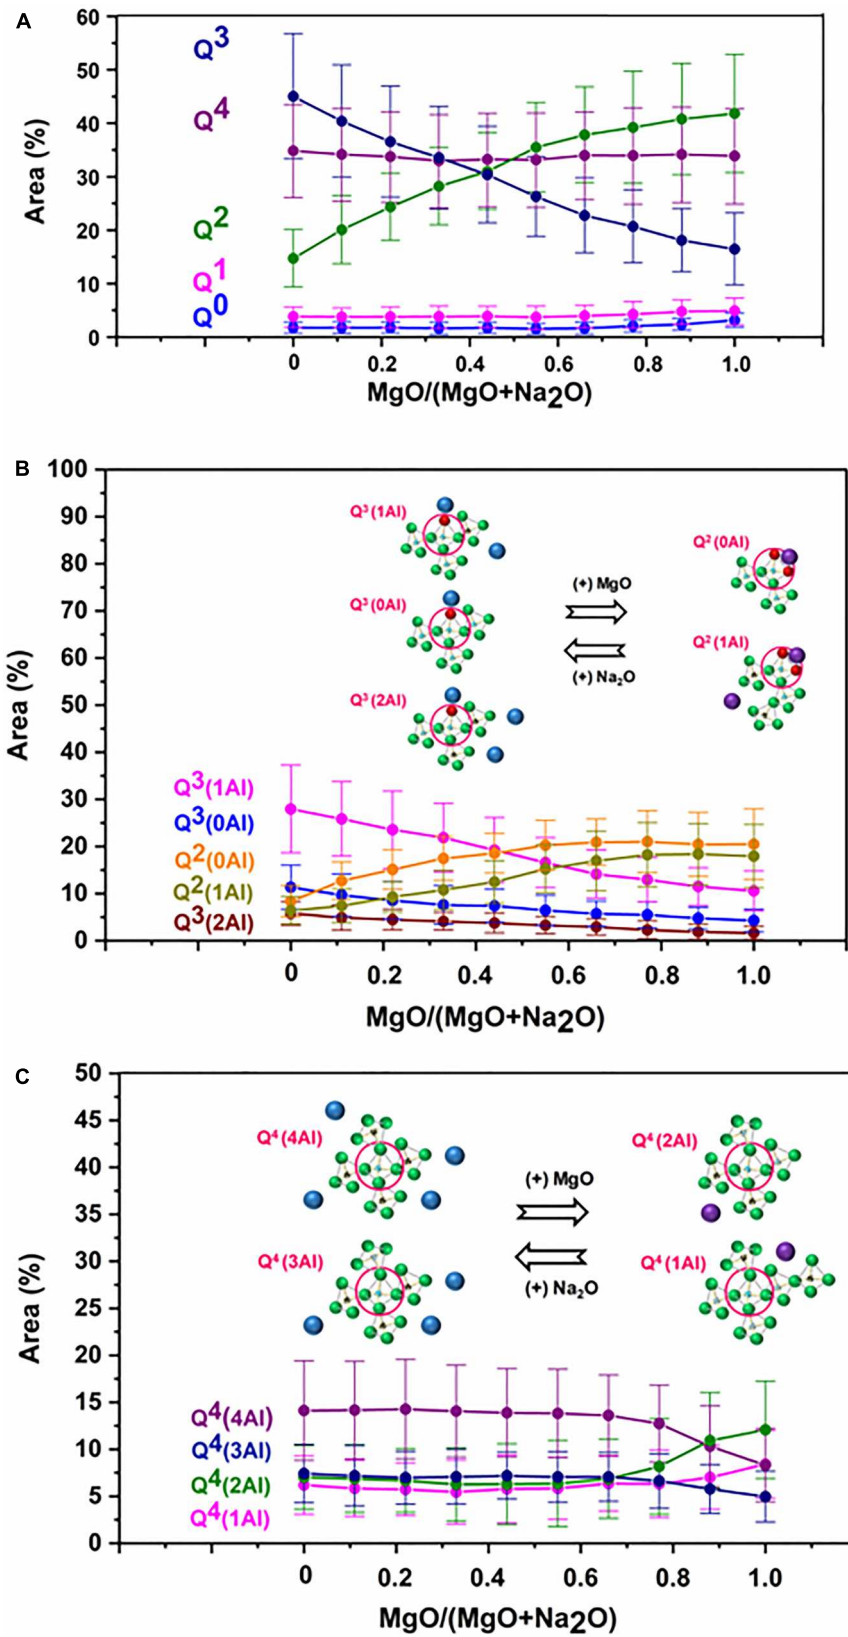 A
60
50
40
30
20
10
0
Area (%)
Q3
Q4
Q2
Q1
Q0
0 0.2 0.4 0.6 0.8 1.0
MgO/(MgO+Na2O)
B
100
90
80
70
60
50
40
30
20
10
0
Area (%)
Q3 (1Al)
Q3 (0Al)
Q3 (2Al)
(+) MgO
(+) Na2O
Q2 (0Al)
Q2 (1Al)
Q3(1Al)
Q3(0Al)
Q2(0Al)
Q2(1Al)
Q3(2Al)
0 0.2 0.4 0.6 0.8 1.0
MgO/(MgO+Na2O)
C
50
45
40
35
30
25
20
15
10
5
0
Area (%)
Q4 (4Al)
Q4 (3Al)
(+) MgO
(+) Na2O
Q4 (2Al)
Q4 (1Al)
Q4(4Al)
Q4(3Al)
Q4(2Al)
Q4(1Al)
0 0.2 0.4 0.6 0.8 1.0
MgO/(MgO+Na2O)